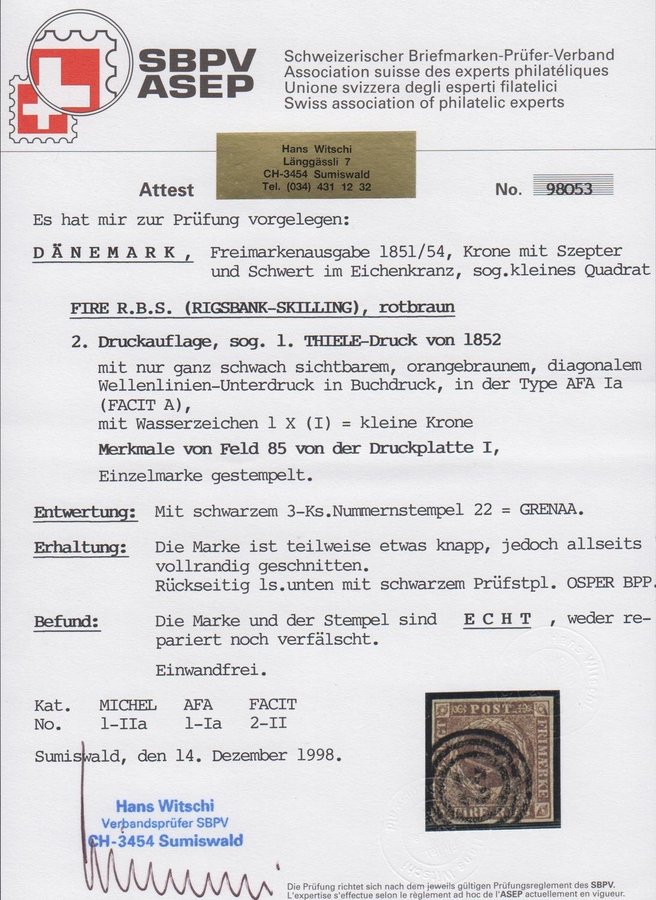 SBPV
ASEP
Schweizerischer Briefmarken-Prüfer-Verband
Association suisse des experts philatéliques
Unione svizzera degli esperti filatelici
Swiss association of philatelic experts
Hans Witschi
Länggässli 7
CH-3454 Sumiswald
Tel. (034) 431 12 32
Attest
No. 98053
Es hat mir zur Prüfung vorgelegen:
DÄNEMARK, Freimarkenausgabe 1851/54, Krone mit Szepter
und Schwert im Eichenkranz, sog.kleines Quadrat
FIRE R.B.S. (RIGSBANK-SKILLING), rotbraun
2. Druckauflage, sog. l. THIELE-Druck von 1852
mit nur ganz schwach sichtbarem, orangebraunem, diagonalem
Wellenlinien-Unterdruck in Buchdruck, in der Type AFA Ia
(FACIT A),
mit Wasserzeichen l X (I) = kleine Krone
Merkmale von Feld 85 von der Druckplatte I,
Einzelmarke gestempelt.
Entwertung: Mit schwarzem 3-Ks.Nummernstempel 22 = GRENAA.
Erhaltung: Die Marke ist teilweise etwas knapp, jedoch allseits
vollrandig geschnitten.
Rückseitig ls.unten mit schwarzem Prüfstpl. OSPER BPP.
Befund: Die Marke und der Stempel sind ECHT , weder re-
pariert noch verfälscht.
Einwandfrei.
Kat. MICHEL AFA FACIT
No. l-IIa l-Ia 2-II
POST
FRIMARKE
Sumiswald, den 14. Dezember 1998.
Hans Witschi
Verbandsprüfer SBPV
CH-3454 Sumiswald
Die Prüfung richtet sich nach dem jeweils gültigen Prüfungsreglement des SBPV.
L'expertise s'effectue selon le règlement ad hoc de l'ASEP actuellement en vigueur.